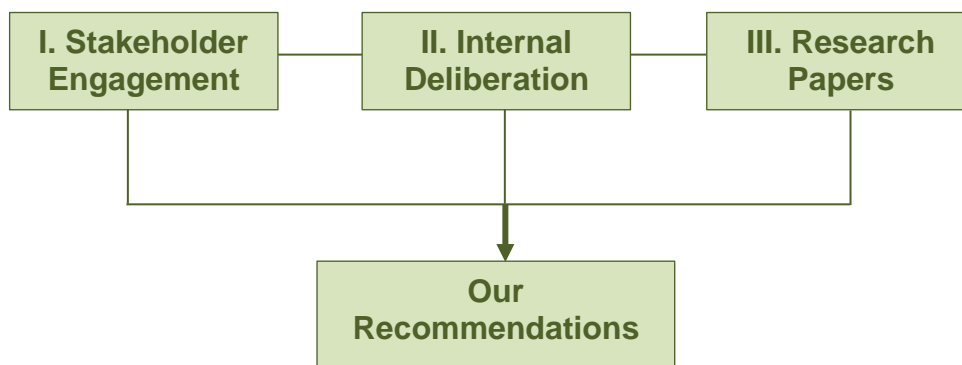 I. Stakeholder
Engagement
II. Internal
Deliberation
III. Research
Papers
Our
Recommendations